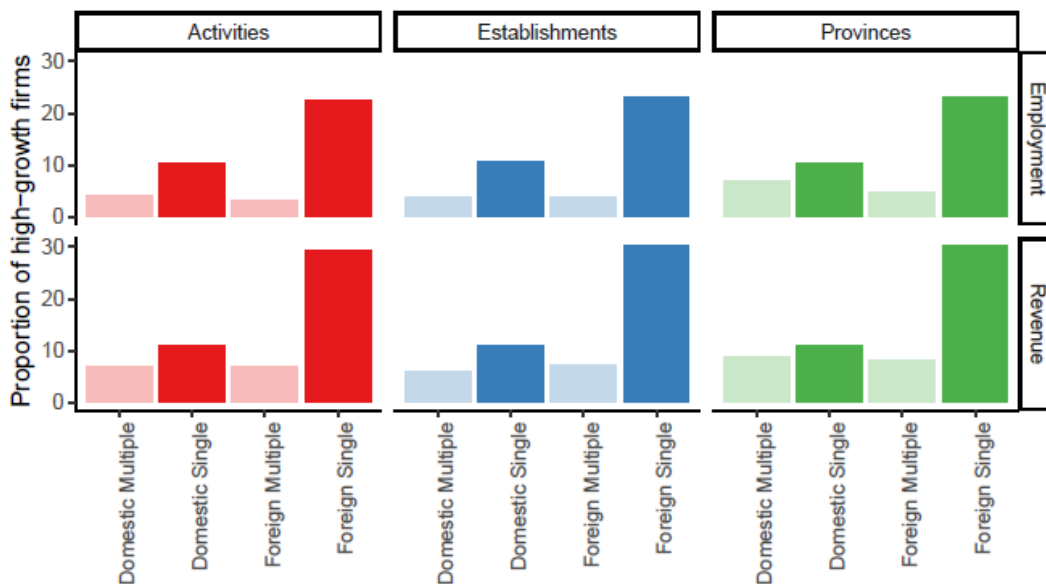 Activities
Establishments
Provinces
Proportion of high-growth firms
30
20
10
0
Employment
30
20
10
0
Revenue
Domestic Multiple
Domestic Single
Foreign Multiple
Foreign Single
Domestic Multiple
Domestic Single
Foreign Multiple
Foreign Single
Domestic Multiple
Domestic Single
Foreign Multiple
Foreign Single